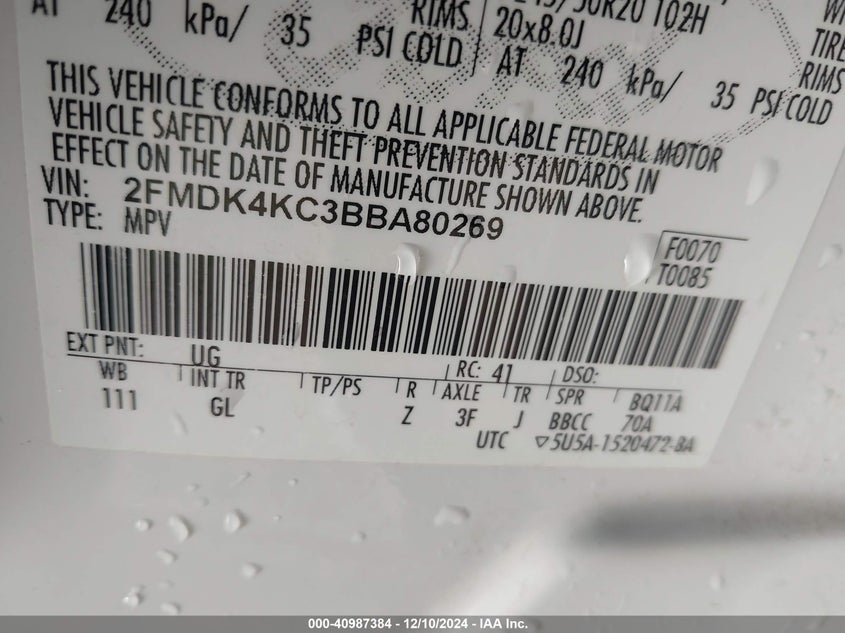 AT 240 kPa/ 35 PSI COLD
RIMS 20x8.0J
AT 240 kPa/ 35 PSI COLD
TIRE
RIMS
THIS VEHICLE CONFORMS TO ALL APPLICABLE FEDERAL MOTOR
VEHICLE SAFETY AND THEFT PREVENTION STANDARDS IN
EFFECT ON THE DATE OF MANUFACTURE SHOWN ABOVE.
VIN: 2FMDK4KC3BBA80269
TYPE: MPV
F0070
T0085
EXT PNT: UG RC: 41 DSO:
WB INT TR TP/PS R AXLE TR SPR BQ11A
111 GL Z 3F J BBCC 70A
UTC ▽5U5A-1520472-BA
000-40987384 — 12/10/2024 — IAA Inc.